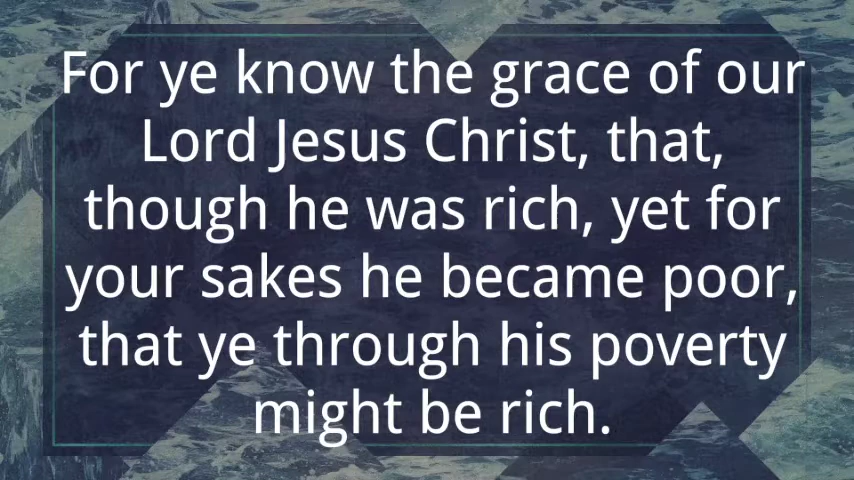 For ye know the grace of our
Lord Jesus Christ, that,
though he was rich, yet for
your sakes he became poor,
that ye through his poverty
might be rich.